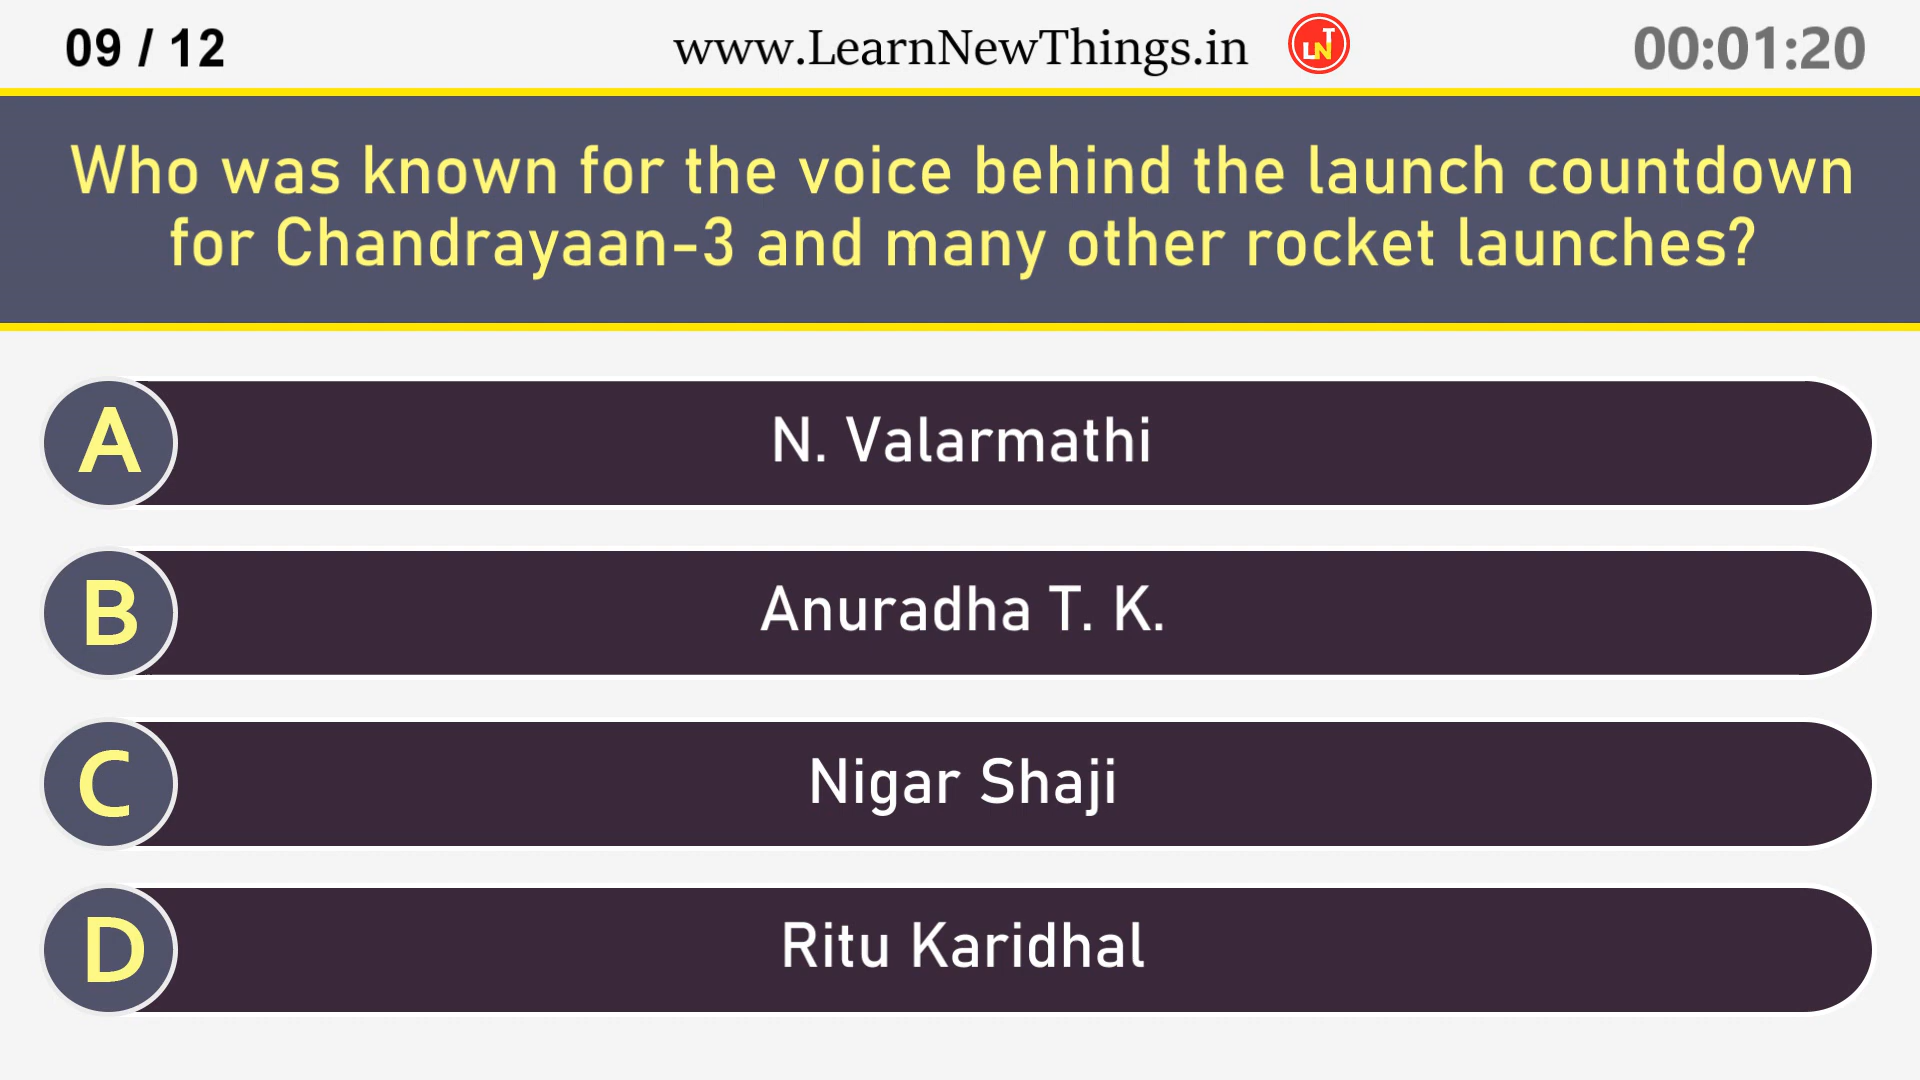 09 / 12
www.LearnNewThings.in
LNT
00:01:20
Who was known for the voice behind the launch countdown
for Chandrayaan-3 and many other rocket launches?
A
N. Valarmathi
B
Anuradha T. K.
C
Nigar Shaji
D
Ritu Karidhal